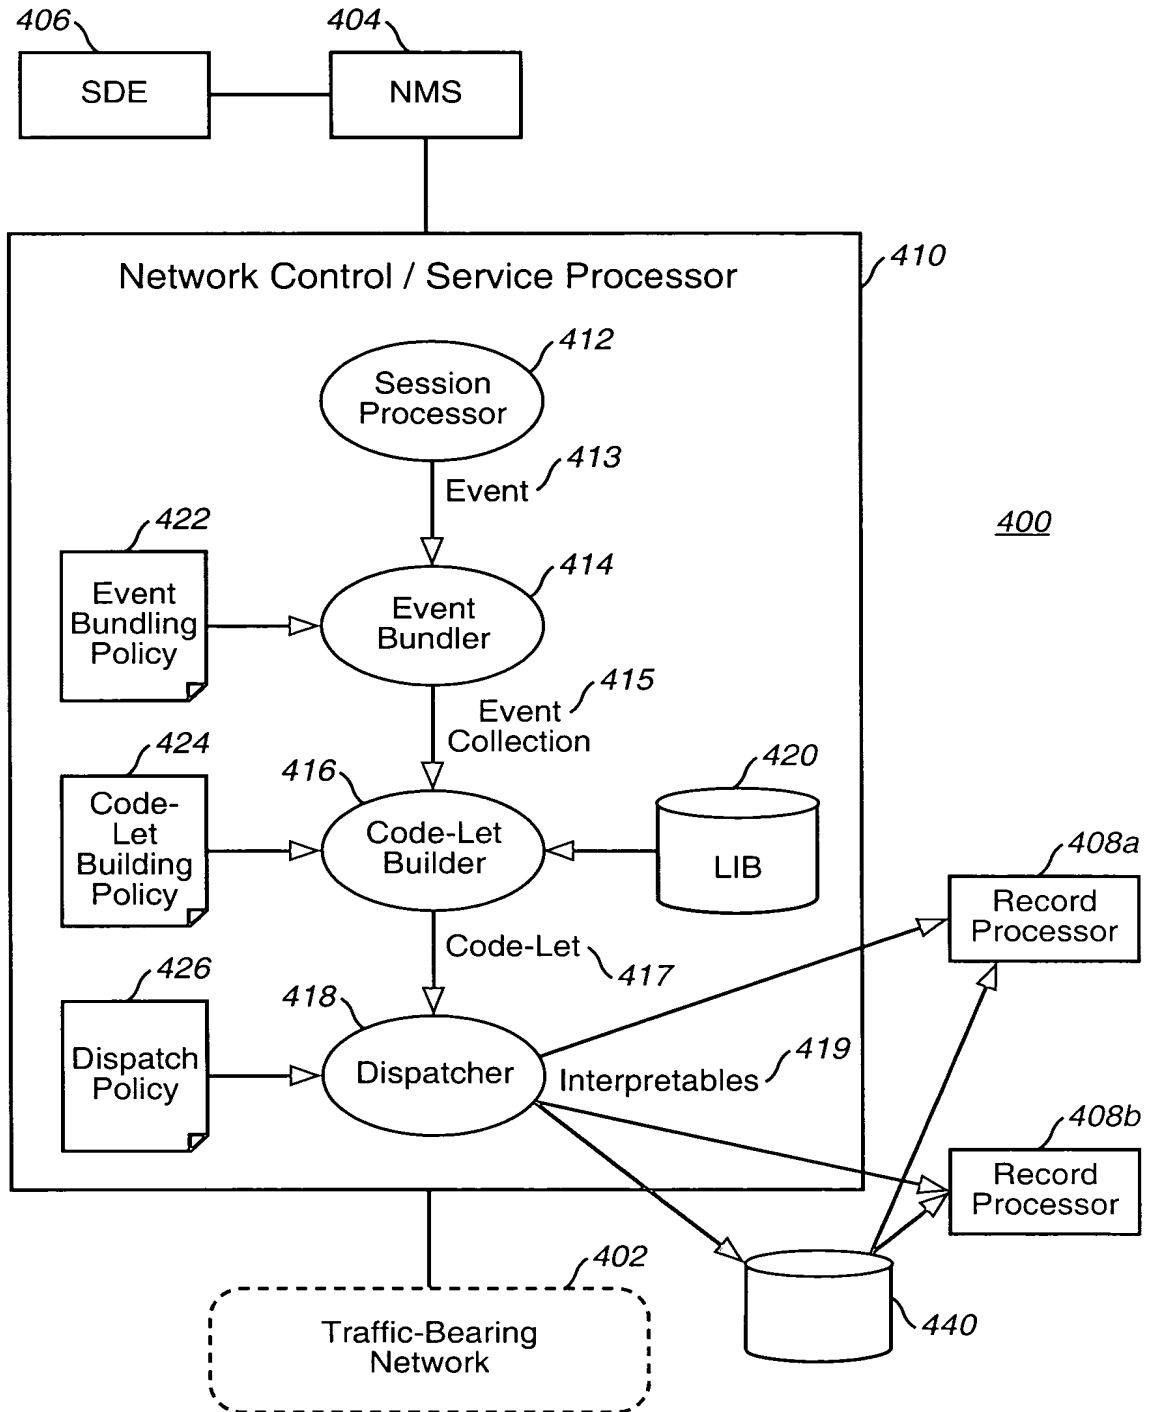 406
404
SDE
NMS
410
Network Control / Service Processor
412
Session
Processor
413
Event
400
422
414
Event
Bundling
Policy
Event
Bundler
415
Event
Collection
424
416
420
Code-
Let
Building
Policy
Code-Let
Builder
LIB
408a
Record
Processor
Code-Let
417
426
418
Dispatch
Policy
Dispatcher
Interpretables
419
408b
Record
Processor
402
Traffic-Bearing
Network
440